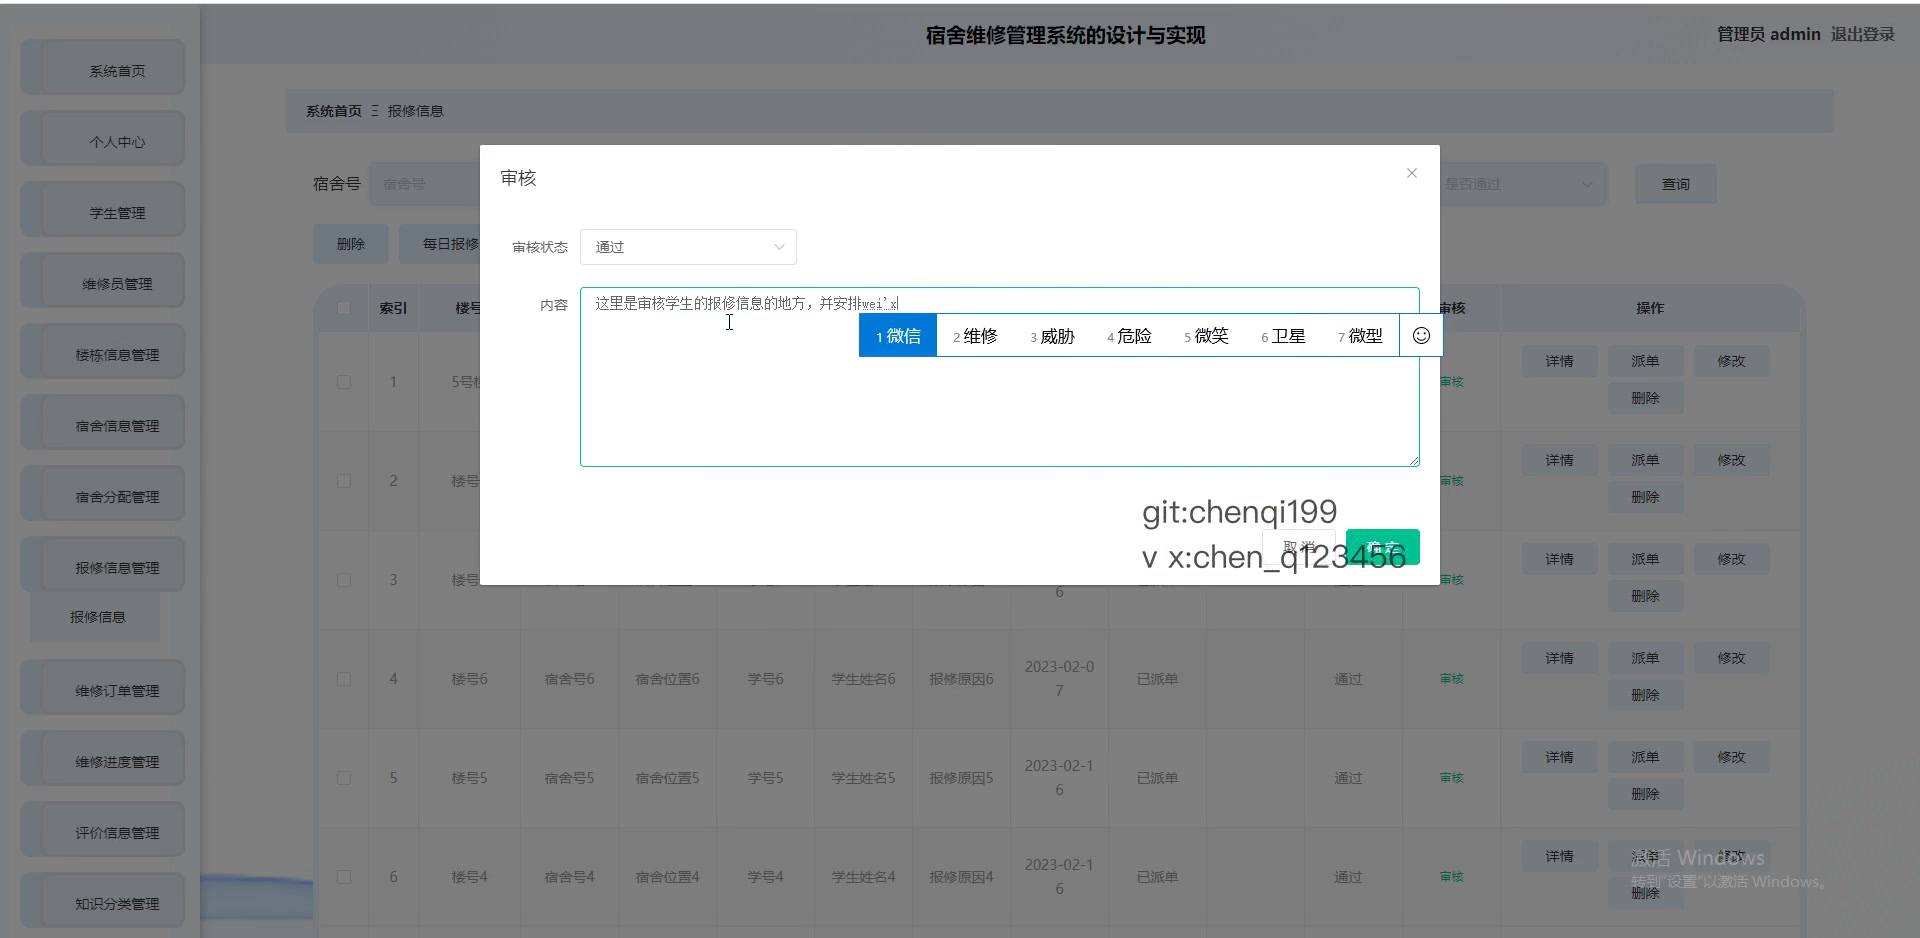 宿舍维修管理系统的设计与实现
管理员 admin 退出登录
系统首页
个人中心
学生管理
维修员管理
楼栋信息管理
宿舍信息管理
宿舍分配管理
报修信息管理
报修信息
维修订单管理
维修进度管理
评价信息管理
知识分类管理
系统首页 Ξ 报修信息
宿舍号 宿舍号 是否通过 查询
删除 每日报修
审核
审核状态 通过
内容 这里是审核学生的报修信息的地方，并安排wei'x
1 微信 2 维修 3 威胁 4 危险 5 微笑 6 卫星 7 微型
git:chenqi199
取消 确定
v x:chen_q123456
索引 楼号 审核 操作
1 5号 审核 详情 派单 修改
删除
2 楼号 审核 详情 派单 修改
删除
3 楼号 6 审核 详情 派单 修改
删除
4 楼号6 宿舍号6 宿舍位置6 学号6 学生姓名6 报修原因6 2023-02-07 已派单 通过 审核 详情 派单 修改
删除
5 楼号5 宿舍号5 宿舍位置5 学号5 学生姓名5 报修原因5 2023-02-16 已派单 通过 审核 详情 派单 修改
删除
6 楼号4 宿舍号4 宿舍位置4 学号4 学生姓名4 报修原因4 2023-02-16 已派单 通过 审核 详情 派单 修改
删除
激活 Windows
转到"设置"以激活 Windows。